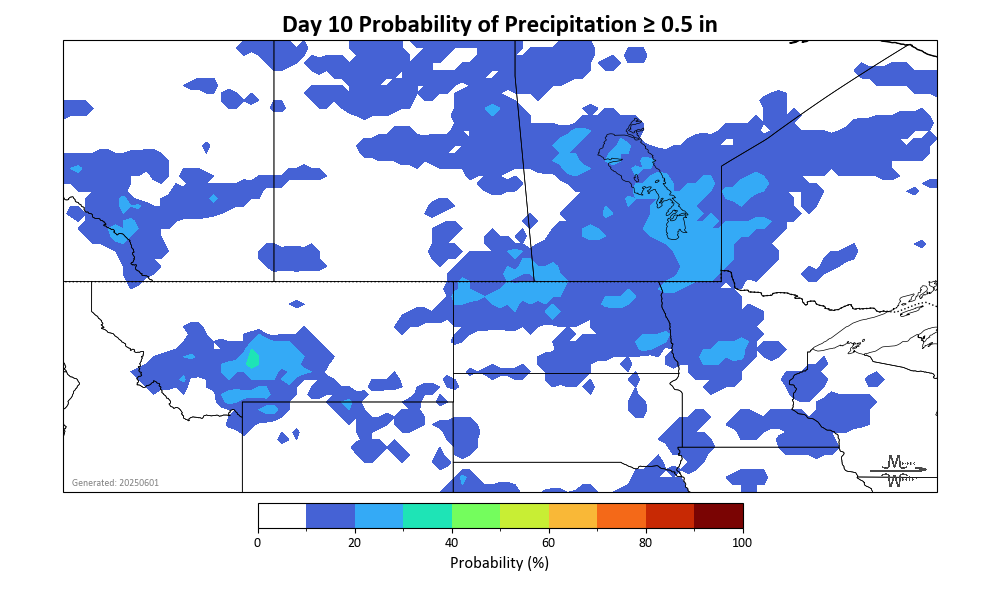 Day 10 Probability of Precipitation ≥ 0.5 in
Generated: 20250601
0 20 40 60 80 100
Probability (%)